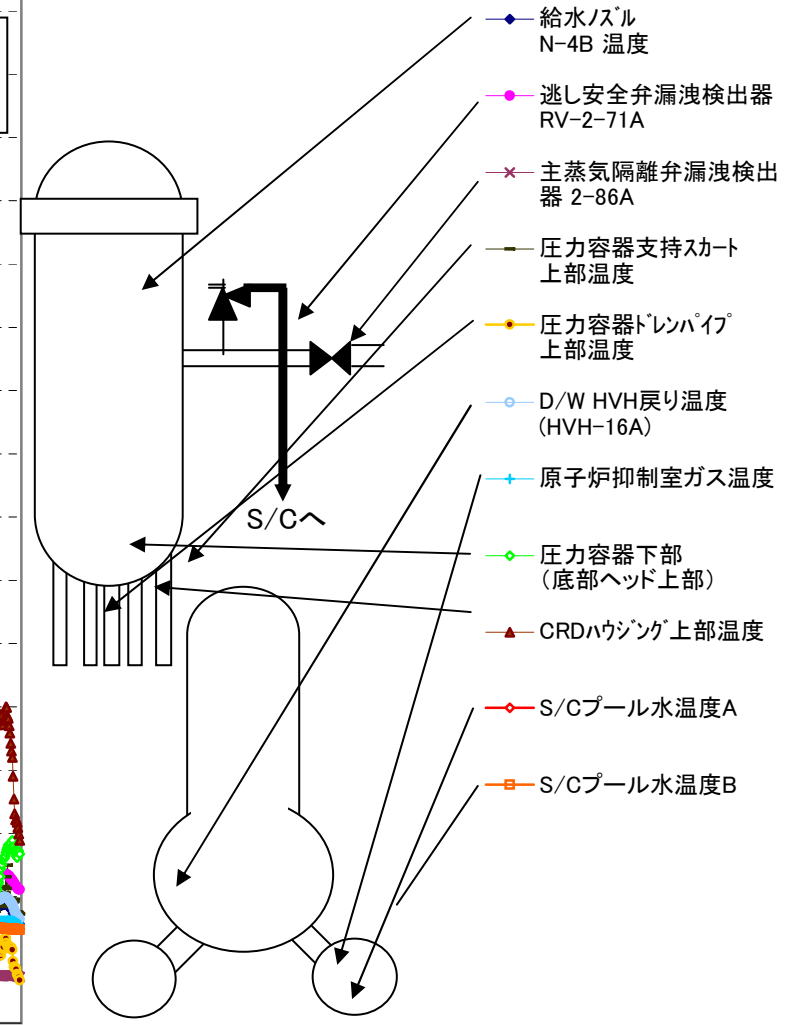 給水ノズル
N-4B 温度
逃し安全弁漏洩検出器
RV-2-71A
主蒸気隔離弁漏洩検出
器 2-86A
圧力容器支持スカート
上部温度
圧力容器ドレンパイプ
上部温度
D/W HVH戻り温度
(HVH-16A)
原子炉抑制室ガス温度
S/Cへ
圧力容器下部
(底部ヘッド上部)
CRDハウジング上部温度
S/Cプール水温度A
S/Cプール水温度B